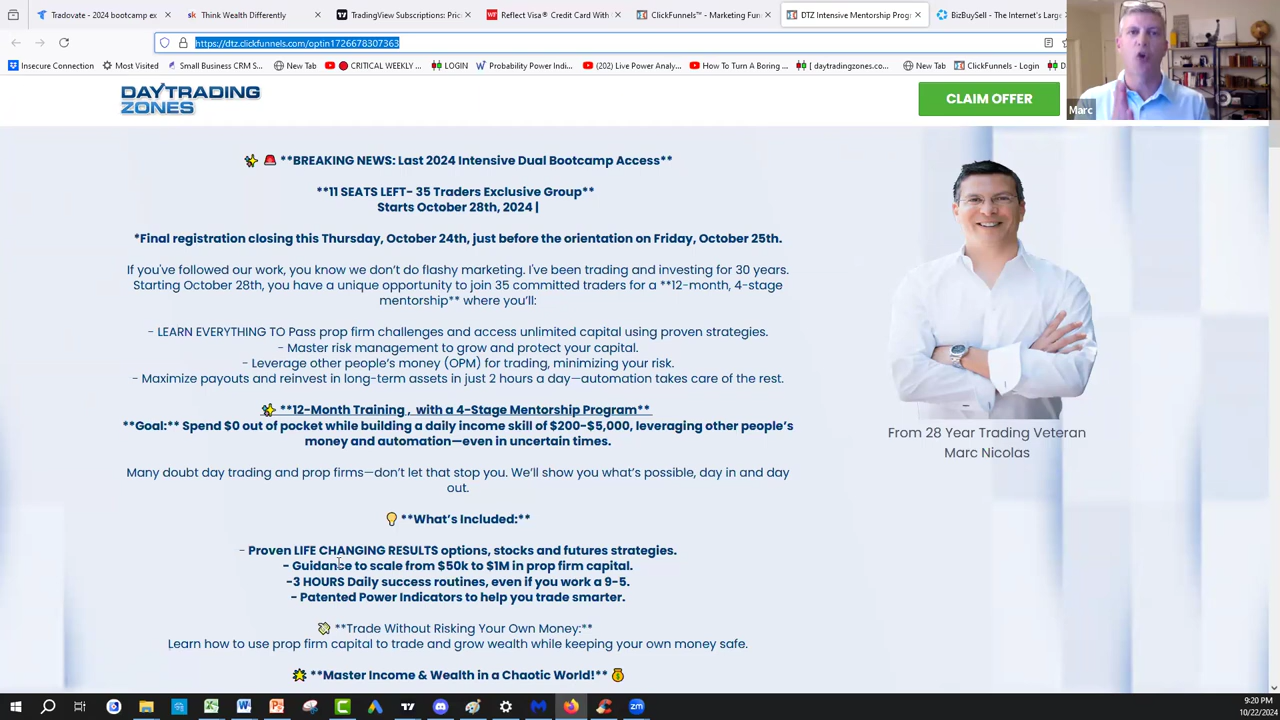 Tradovate - 2024 bootcamp ex
Think Wealth Differently
TradingView Subscriptions: Pric
Reflect Visa® Credit Card With
ClickFunnels™ - Marketing Fun
DTZ Intensive Mentorship Prog
BizBuySell - The Internet's Large
https://dtz.clickfunnels.com/optin1726678307363
Insecure Connection
Most Visited
Small Business CRM S...
New Tab
CRITICAL WEEKLY ...
LOGIN
Probability Power Indi...
(202) Live Power Analy...
How To Turn A Boring ...
[ daytradingzones.co...
New Tab
ClickFunnels - Login
Marc
DAYTRADING
ZONES
CLAIM OFFER
**BREAKING NEWS: Last 2024 Intensive Dual Bootcamp Access**
**11 SEATS LEFT- 35 Traders Exclusive Group**
Starts October 28th, 2024 |
*Final registration closing this Thursday, October 24th, just before the orientation on Friday, October 25th.
If you've followed our work, you know we don't do flashy marketing. I've been trading and investing for 30 years.
Starting October 28th, you have a unique opportunity to join 35 committed traders for a **12-month, 4-stage
mentorship** where you'll:
- LEARN EVERYTHING TO Pass prop firm challenges and access unlimited capital using proven strategies.
- Master risk management to grow and protect your capital.
- Leverage other people's money (OPM) for trading, minimizing your risk.
- Maximize payouts and reinvest in long-term assets in just 2 hours a day—automation takes care of the rest.
**12-Month Training , with a 4-Stage Mentorship Program**
**Goal:** Spend $0 out of pocket while building a daily income skill of $200-$5,000, leveraging other people's
money and automation—even in uncertain times.
Many doubt day trading and prop firms—don't let that stop you. We'll show you what's possible, day in and day
out.
**What's Included:**
- Proven LIFE CHANGING RESULTS options, stocks and futures strategies.
- Guidance to scale from $50k to $1M in prop firm capital.
-3 HOURS Daily success routines, even if you work a 9-5.
- Patented Power Indicators to help you trade smarter.
**Trade Without Risking Your Own Money:**
Learn how to use prop firm capital to trade and grow wealth while keeping your own money safe.
**Master Income & Wealth in a Chaotic World!**
From 28 Year Trading Veteran
Marc Nicolas
9:20 PM
10/22/2024